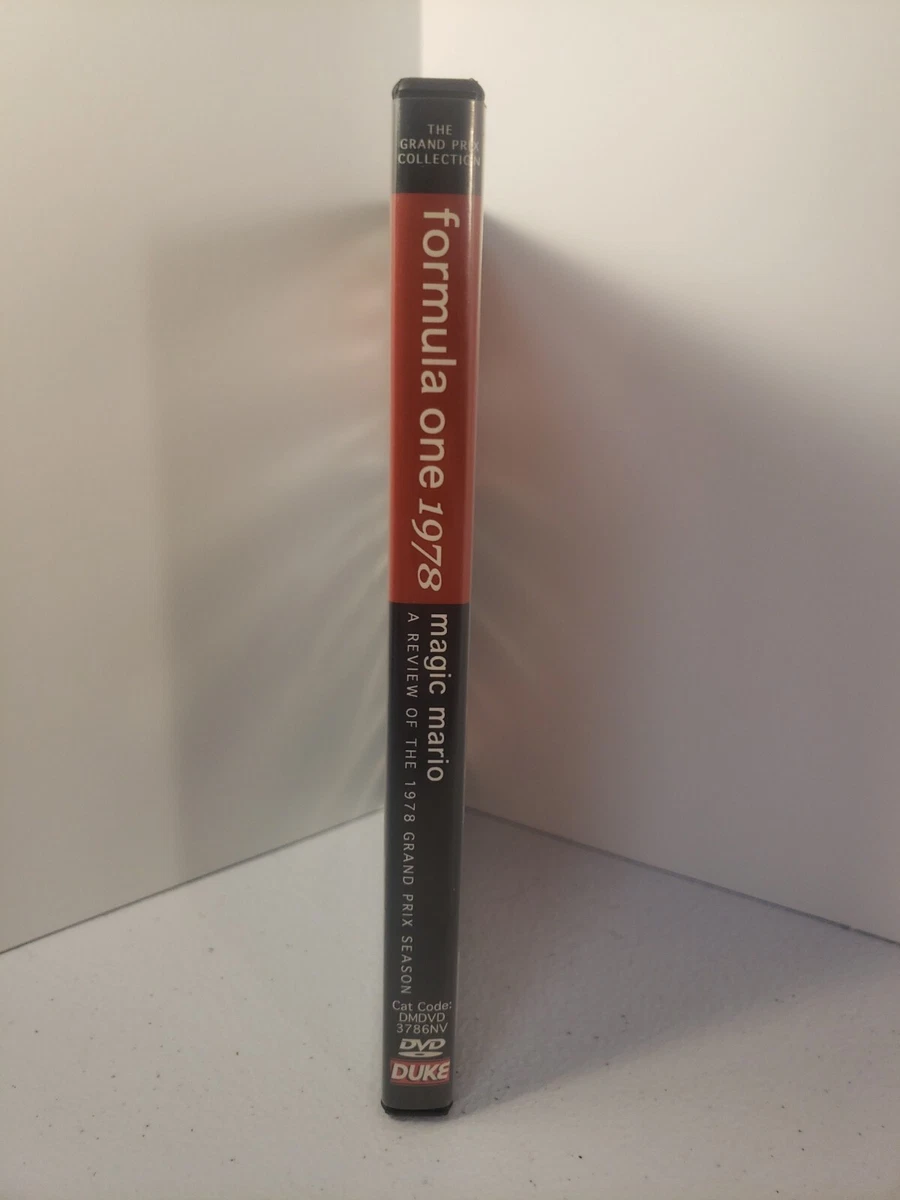 THE
GRAND PRIX
COLLECTION
formula one 1978
magic mario
A REVIEW OF THE 1978 GRAND PRIX SEASON
Cat Code:
DMDVD
3786NV
DVD
DUKE